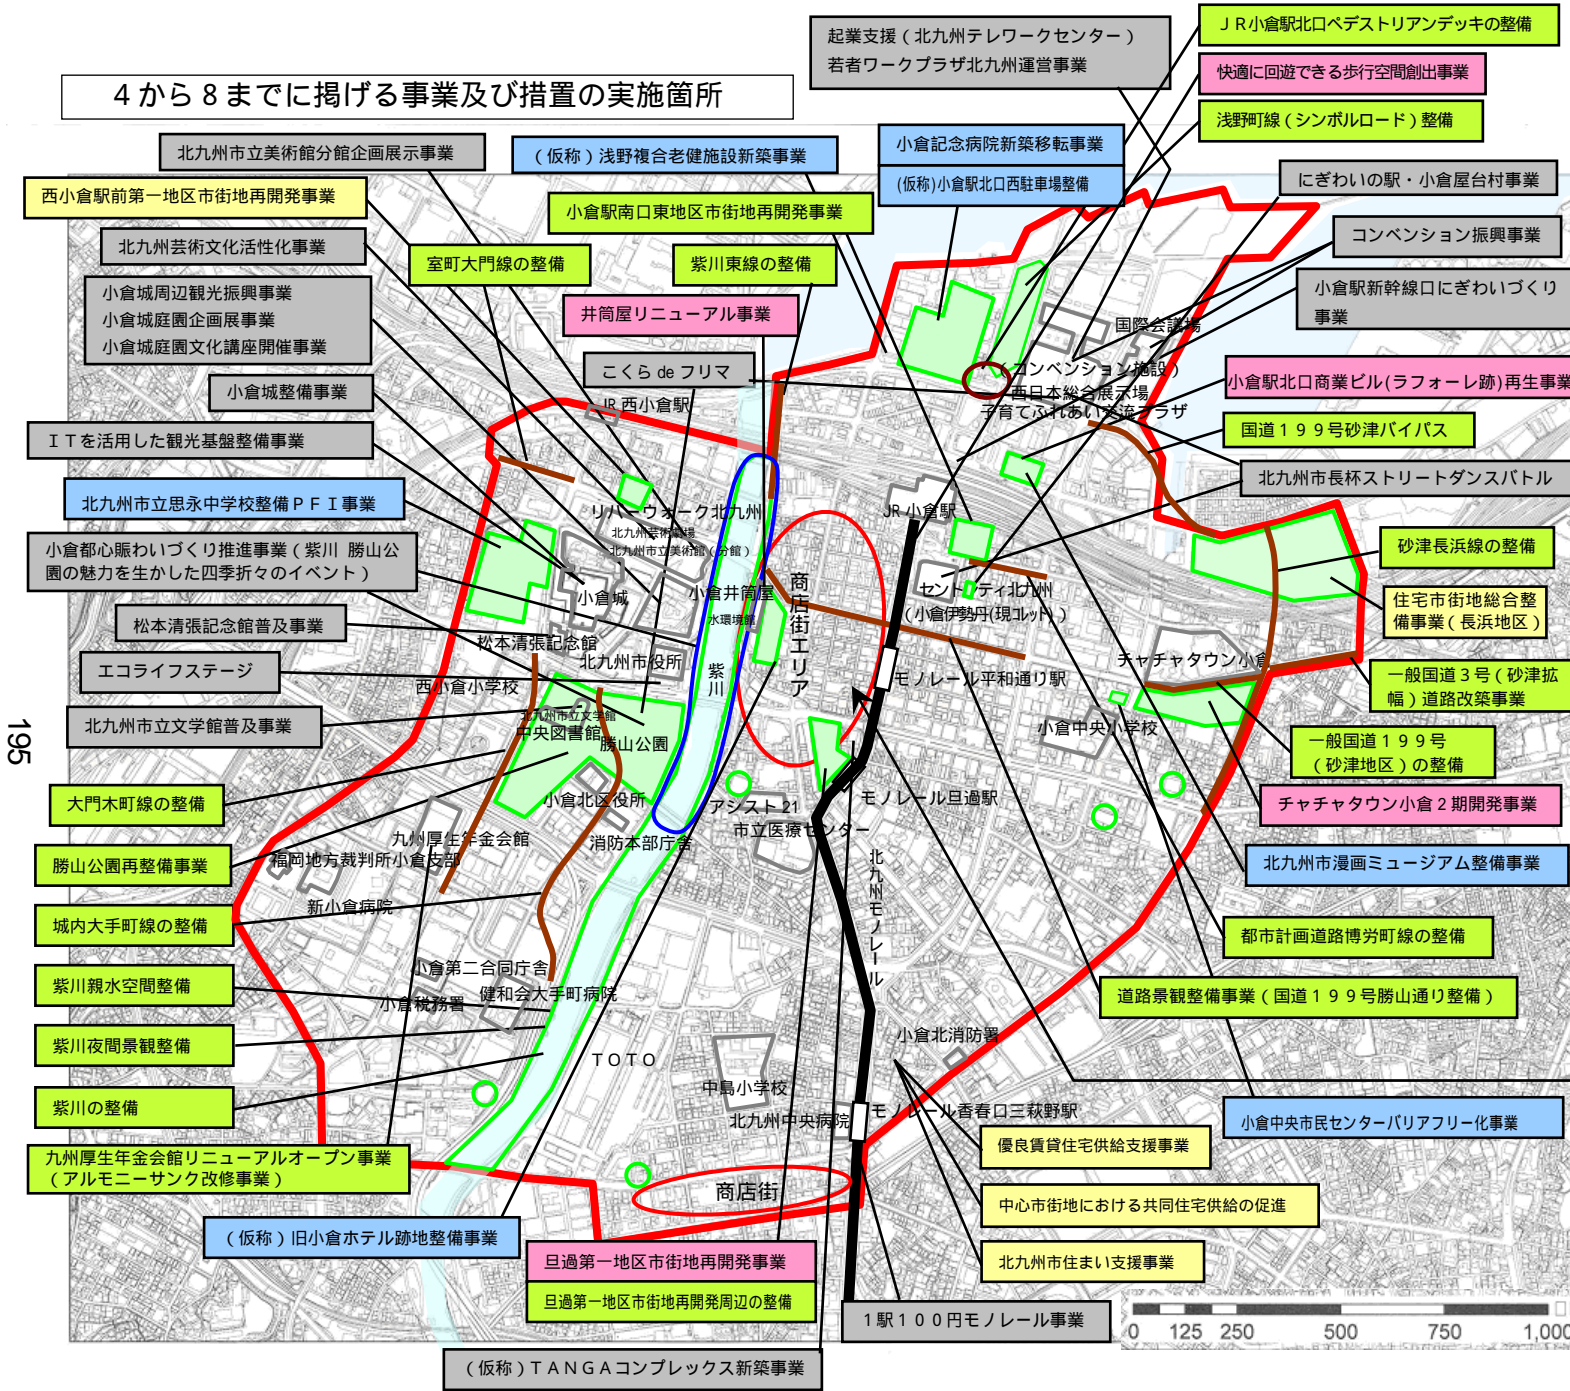 起業支援（北九州テレワークセンター）
若者ワークプラザ北九州運営事業
ＪＲ小倉駅北口ペデストリアンデッキの整備
快適に回遊できる歩行空間創出事業
浅野町線（シンボルロード）整備
４から８までに掲げる事業及び措置の実施箇所
北九州市立美術館分館企画展示事業
（仮称）浅野複合老健施設新築事業
小倉記念病院新築移転事業
(仮称)小倉駅北口西駐車場整備
にぎわいの駅・小倉屋台村事業
西小倉駅前第一地区市街地再開発事業
小倉駅南口東地区市街地再開発事業
コンベンション振興事業
北九州芸術文化活性化事業
室町大門線の整備
紫川東線の整備
小倉駅新幹線口にぎわいづくり
事業
小倉城周辺観光振興事業
小倉城庭園企画展事業
小倉城庭園文化講座開催事業
井筒屋リニューアル事業
国際会議場
（コンベンション施設）
西日本総合展示場
子育てふれあい交流プラザ
こくら de フリマ
小倉駅北口商業ビル(ラフォーレ跡)再生事業
小倉城整備事業
JR 西小倉駅
国道１９９号砂津バイパス
ＩＴを活用した観光基盤整備事業
北九州市長杯ストリートダンスバトル
北九州市立思永中学校整備ＰＦＩ事業
リバーウォーク北九州
北九州芸術劇場
北九州市立美術館（分館）
JR 小倉駅
小倉都心賑わいづくり推進事業（紫川 勝山公
園の魅力を生かした四季折々のイベント）
砂津長浜線の整備
小倉城
小倉井筒屋
水環境館
商店街エリア
セントシティ北九州
（小倉伊勢丹(現コレット)）
住宅市街地総合整
備事業（長浜地区）
松本清張記念館普及事業
松本清張記念館
北九州市役所
紫川
チャチャタウン小倉
エコライフステージ
西小倉小学校
モノレール平和通り駅
一般国道３号（砂津拡
幅）道路改築事業
北九州市立文学館普及事業
北九州市立文学館
中央図書館
勝山公園
小倉中央小学校
一般国道１９９号
（砂津地区）の整備
195
大門木町線の整備
小倉北区役所
アシスト21
モノレール旦過駅
チャチャタウン小倉２期開発事業
市立医療センター
九州厚生年金会館
消防本部庁舎
勝山公園再整備事業
福岡地方裁判所小倉支部
北九州モノレール
北九州市漫画ミュージアム整備事業
城内大手町線の整備
新小倉病院
都市計画道路博労町線の整備
小倉第二合同庁舎
紫川親水空間整備
小倉税務署
健和会大手町病院
道路景観整備事業（国道１９９号勝山通り整備）
紫川夜間景観整備
ＴＯＴＯ
小倉北消防署
中島小学校
紫川の整備
北九州中央病院
モノレール香春口三萩野駅
小倉中央市民センターバリアフリー化事業
九州厚生年金会館リニューアルオープン事業
（アルモニーサンク改修事業）
優良賃貸住宅供給支援事業
商店街
中心市街地における共同住宅供給の促進
（仮称）旧小倉ホテル跡地整備事業
旦過第一地区市街地再開発事業
北九州市住まい支援事業
旦過第一地区市街地再開発周辺の整備
１駅１００円モノレール事業
0 125 250 500 750 1,000
（仮称）ＴＡＮＧＡコンプレックス新築事業